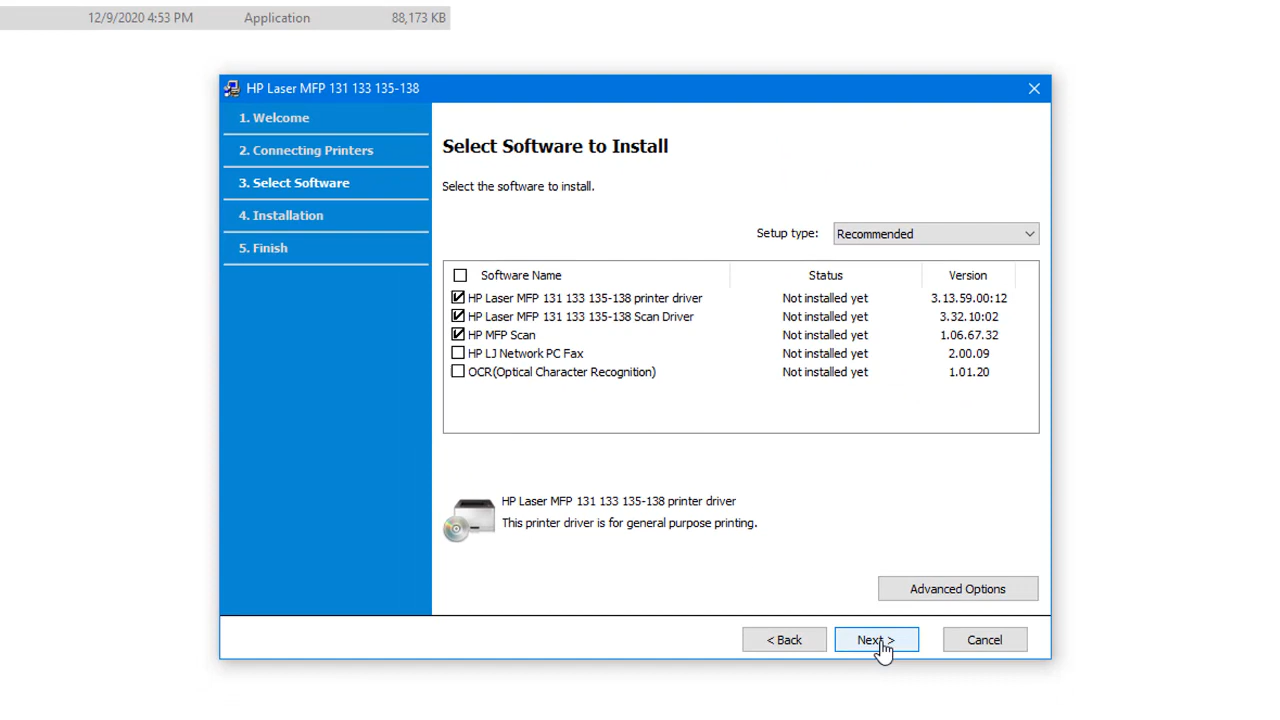 12/9/2020 4:53 PM Application 88,173 KB
HP Laser MFP 131 133 135-138
1. Welcome
2. Connecting Printers
3. Select Software
4. Installation
5. Finish
Select Software to Install
Select the software to install.
Setup type: Recommended
Software Name Status Version
HP Laser MFP 131 133 135-138 printer driver Not installed yet 3.13.59.00:12
HP Laser MFP 131 133 135-138 Scan Driver Not installed yet 3.32.10:02
HP MFP Scan Not installed yet 1.06.67.32
HP LJ Network PC Fax Not installed yet 2.00.09
OCR(Optical Character Recognition) Not installed yet 1.01.20
HP Laser MFP 131 133 135-138 printer driver
This printer driver is for general purpose printing.
Advanced Options
< Back Next > Cancel